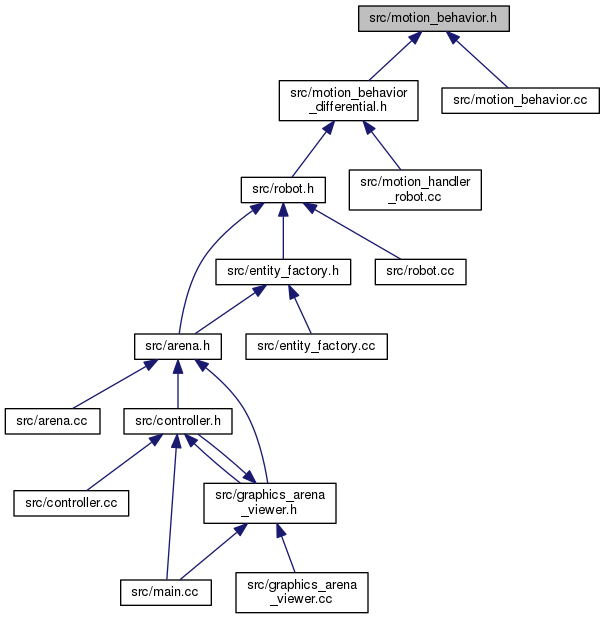 src/motion_behavior.h
src/motion_behavior
_differential.h
src/motion_behavior.cc
src/robot.h
src/motion_handler
_robot.cc
src/entity_factory.h
src/robot.cc
src/arena.h
src/entity_factory.cc
src/arena.cc
src/controller.h
src/controller.cc
src/graphics_arena
_viewer.h
src/main.cc
src/graphics_arena
_viewer.cc